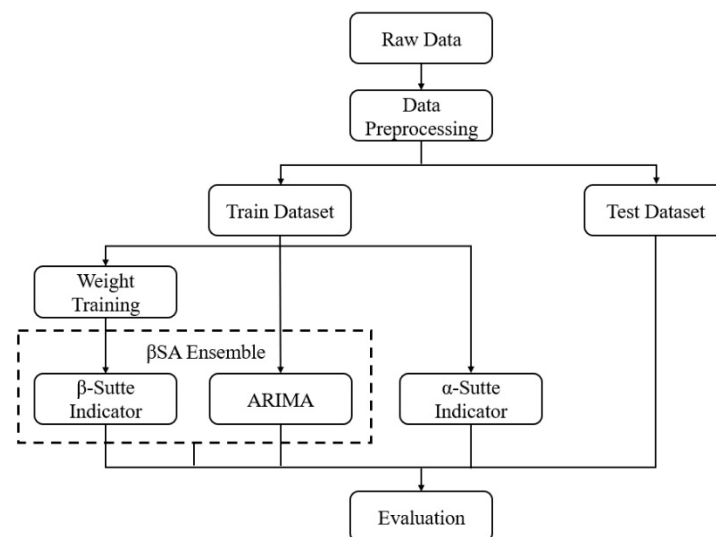 Raw Data
Data
Preprocessing
Train Dataset
Test Dataset
Weight
Training
βSA Ensemble
β-Sutte
Indicator
ARIMA
α-Sutte
Indicator
Evaluation